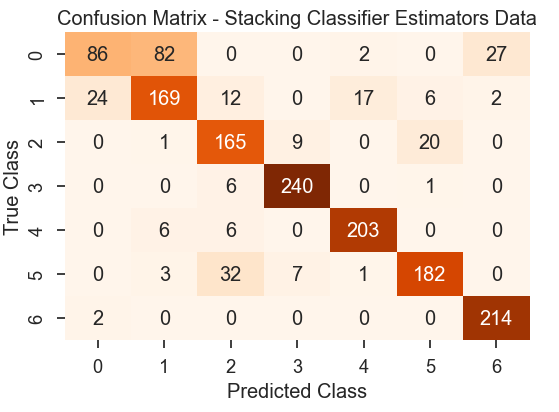 Confusion Matrix - Stacking Classifier Estimators Data
True Class
0 86 82 0 0 2 0 27
1 24 169 12 0 17 6 2
2 0 1 165 9 0 20 0
3 0 0 6 240 0 1 0
4 0 6 6 0 203 0 0
5 0 3 32 7 1 182 0
6 2 0 0 0 0 0 214
0 1 2 3 4 5 6
Predicted Class